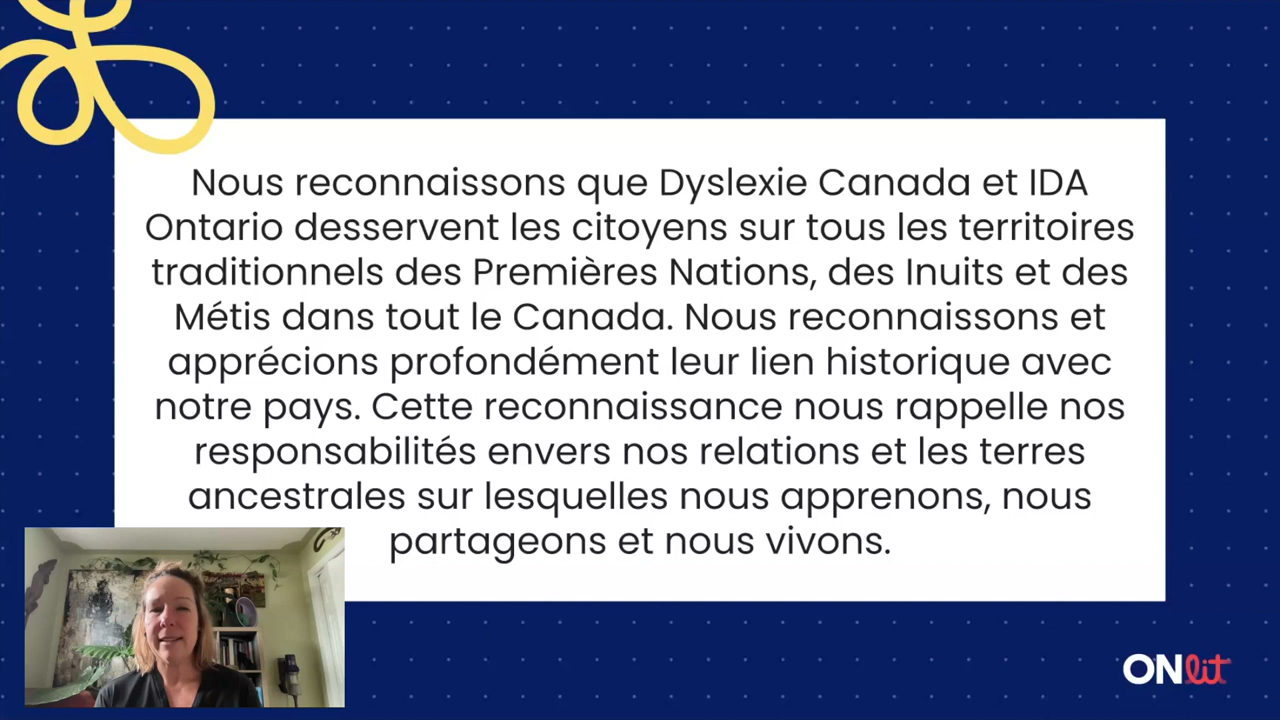 Nous reconnaissons que Dyslexie Canada et IDA
Ontario desservent les citoyens sur tous les territoires
traditionnels des Premières Nations, des Inuits et des
Métis dans tout le Canada. Nous reconnaissons et
apprécions profondément leur lien historique avec
notre pays. Cette reconnaissance nous rappelle nos
responsabilités envers nos relations et les terres
ancestrales sur lesquelles nous apprenons, nous
partageons et nous vivons.
ONlit